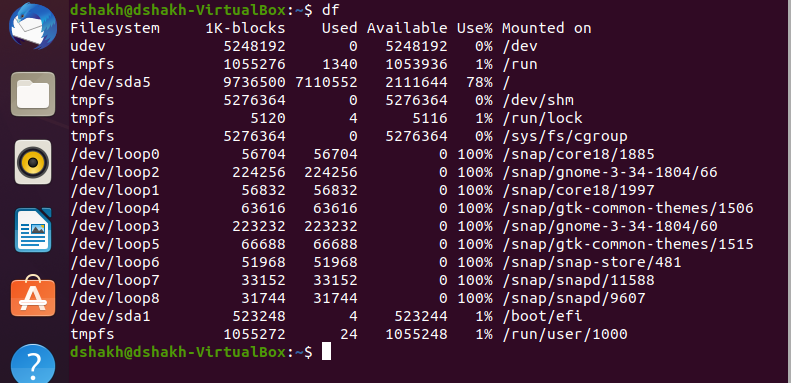 dshakh@dshakh-VirtualBox:~$ df
Filesystem     1K-blocks    Used Available Use% Mounted on
udev             5248192       0   5248192   0% /dev
tmpfs            1055276    1340   1053936   1% /run
/dev/sda5        9736500 7110552   2111644  78% /
tmpfs            5276364       0   5276364   0% /dev/shm
tmpfs               5120       4      5116   1% /run/lock
tmpfs            5276364       0   5276364   0% /sys/fs/cgroup
/dev/loop0         56704   56704         0 100% /snap/core18/1885
/dev/loop2        224256  224256         0 100% /snap/gnome-3-34-1804/66
/dev/loop1         56832   56832         0 100% /snap/core18/1997
/dev/loop4         63616   63616         0 100% /snap/gtk-common-themes/1506
/dev/loop3        223232  223232         0 100% /snap/gnome-3-34-1804/60
/dev/loop5         66688   66688         0 100% /snap/gtk-common-themes/1515
/dev/loop6         51968   51968         0 100% /snap/snap-store/481
/dev/loop7         33152   33152         0 100% /snap/snapd/11588
/dev/loop8         31744   31744         0 100% /snap/snapd/9607
/dev/sda1         523248       4    523244   1% /boot/efi
tmpfs            1055272      24   1055248   1% /run/user/1000
dshakh@dshakh-VirtualBox:~$